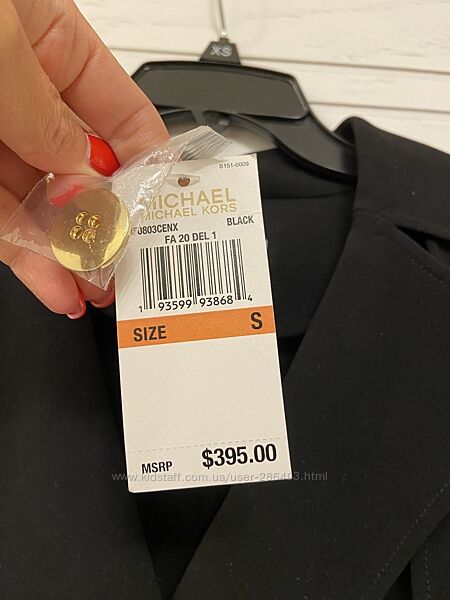 XS
S151-0009
MICHAEL
MICHAEL KORS
0803CENX BLACK
FA 20 DEL 1
1 93599 93868 4
SIZE S
MSRP $395.00
www.kidstaff.com.ua/user-286493.html